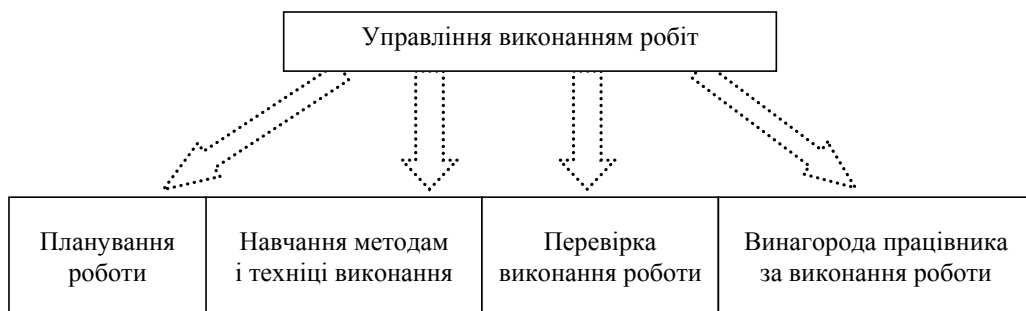 Управління виконанням робіт
Планування
роботи
Навчання методам
і техніці виконання
Перевірка
виконання роботи
Винагорода працівника
за виконання роботи